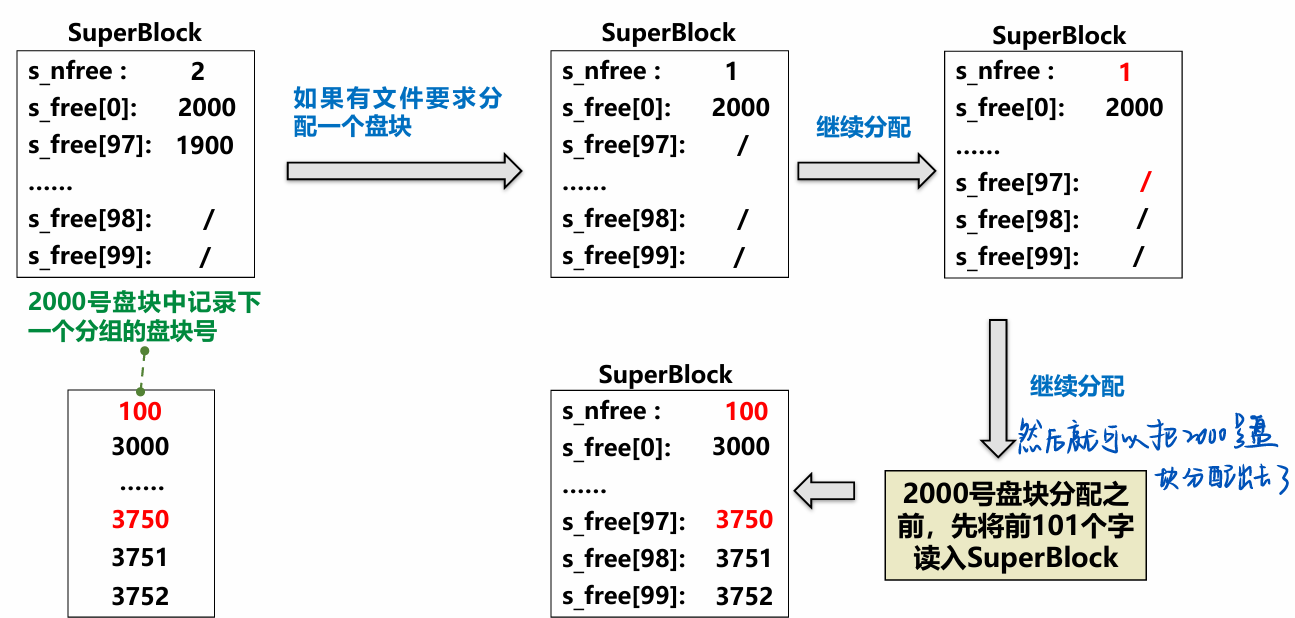 SuperBlock
s_nfree : 2
s_free[0]: 2000
s_free[97]: 1900
......
s_free[98]: /
s_free[99]: /
如果有文件要求分
配一个盘块
SuperBlock
s_nfree : 1
s_free[0]: 2000
s_free[97]: /
......
s_free[98]: /
s_free[99]: /
继续分配
SuperBlock
s_nfree : 1
s_free[0]: 2000
......
s_free[97]: /
s_free[98]: /
s_free[99]: /
2000号盘块中记录下
一个分组的盘块号
100
3000
......
3750
3751
3752
继续分配
然后就可以把2000号盘
块分配出去了
2000号盘块分配之
前，先将前101个字
读入SuperBlock
SuperBlock
s_nfree : 100
s_free[0]: 3000
......
s_free[97]: 3750
s_free[98]: 3751
s_free[99]: 3752